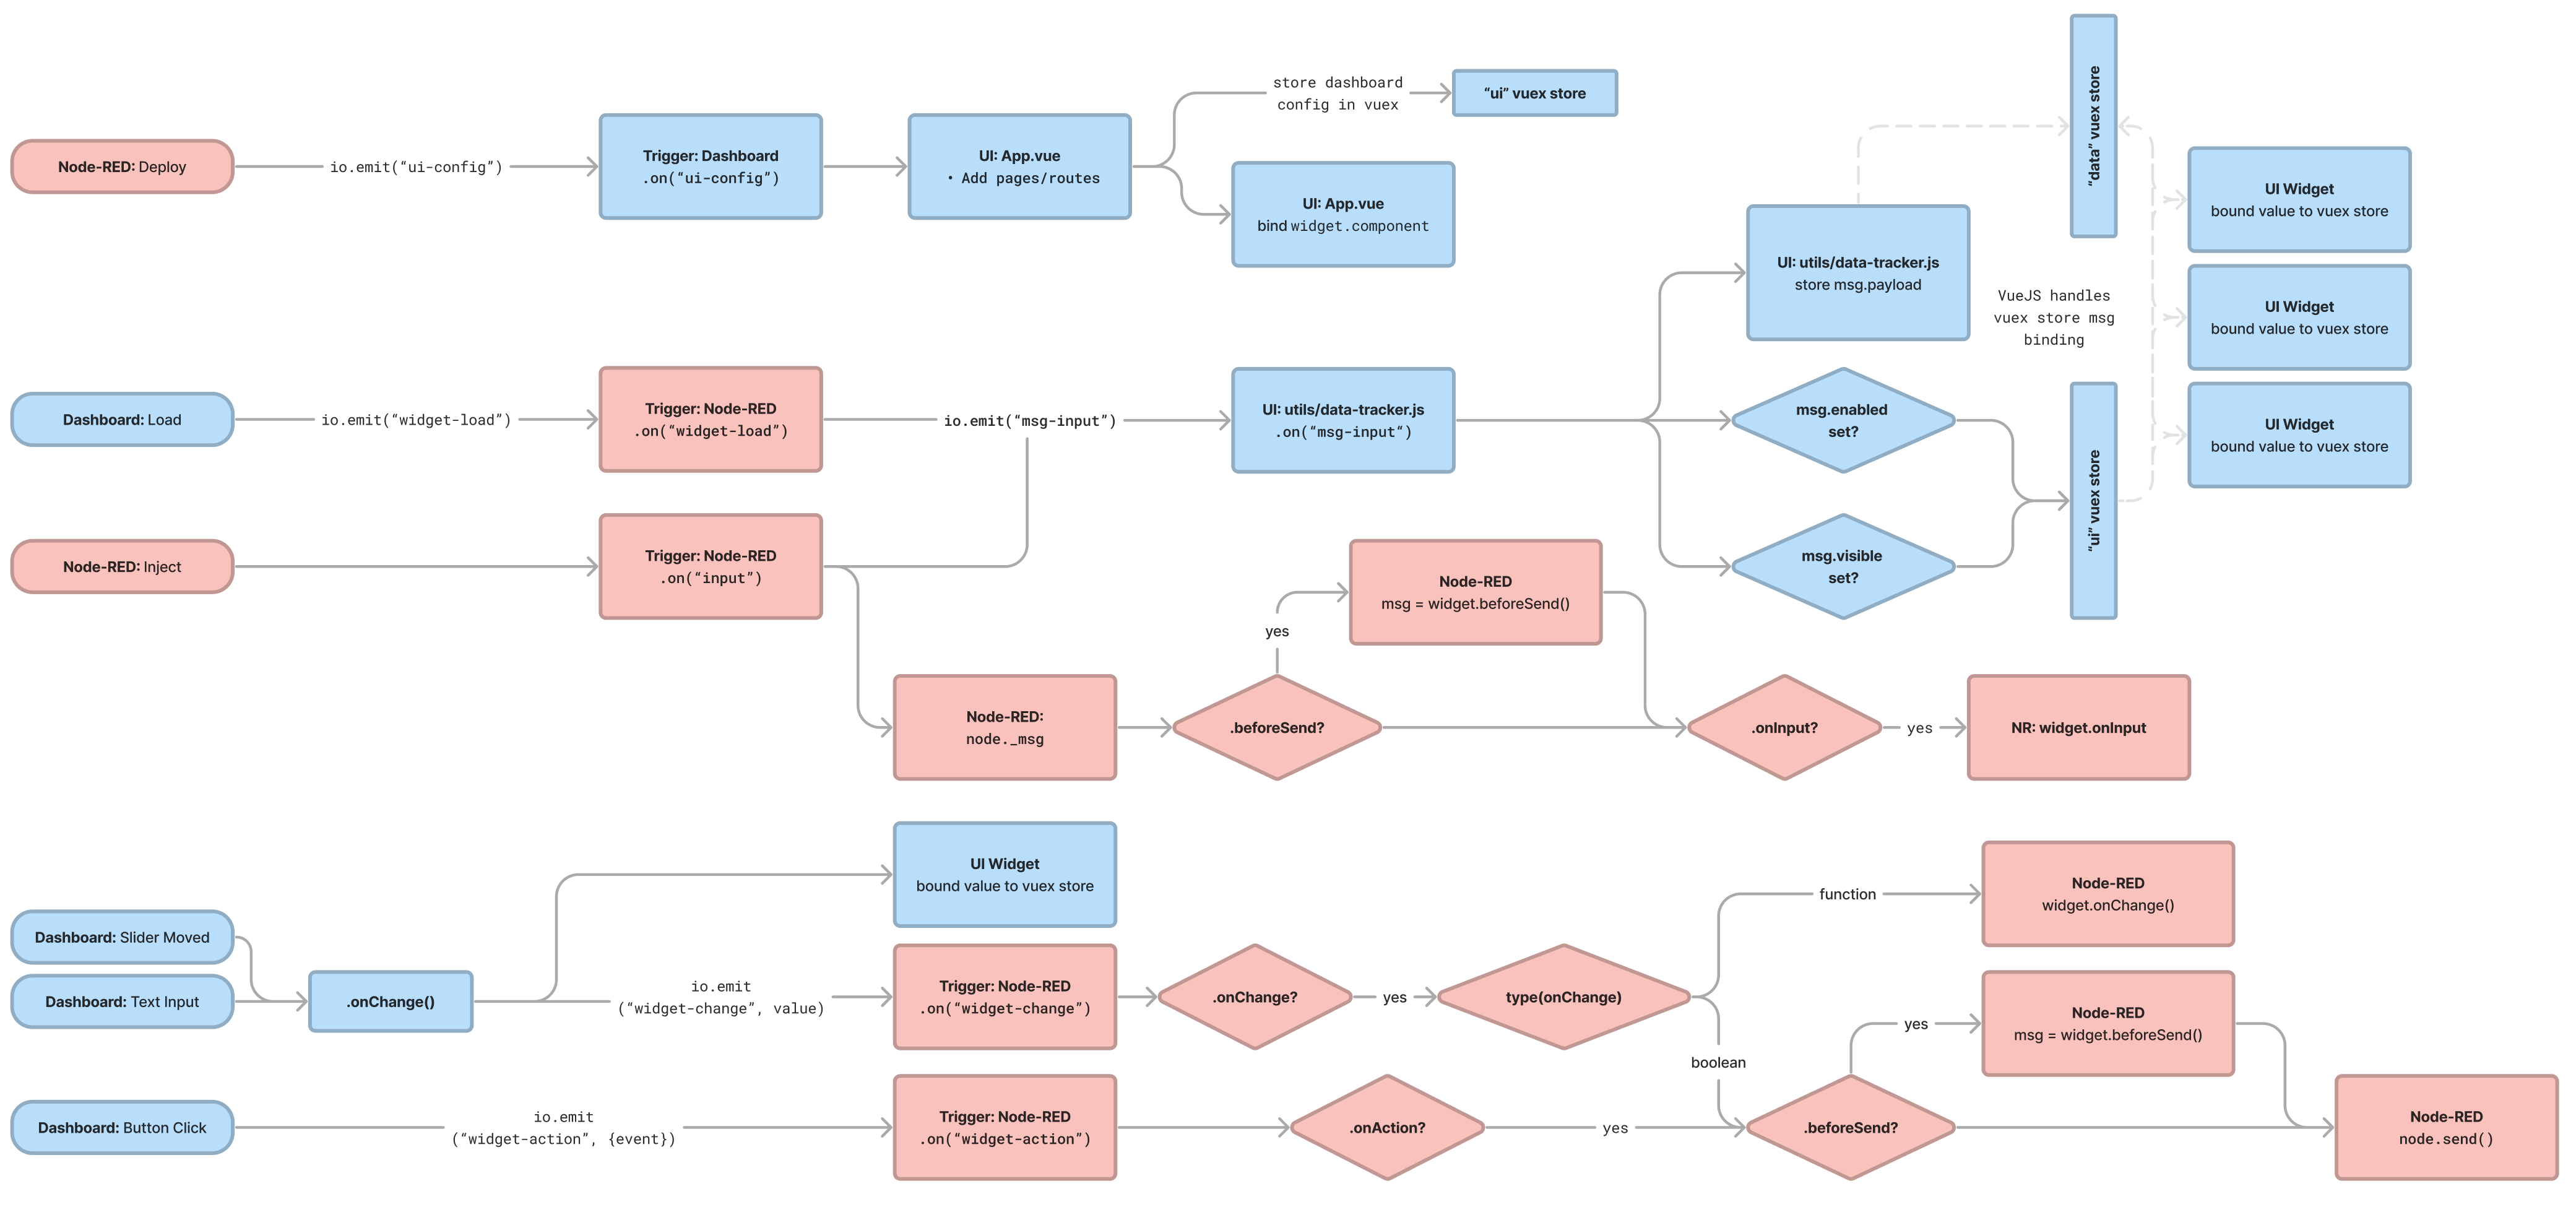 Node-RED: Deploy
io.emit(“ui-config”)
Trigger: Dashboard
.on(“ui-config”)
UI: App.vue
• Add pages/routes
store dashboard
config in vuex
“ui” vuex store
UI: App.vue
bind widget.component
“data” vuex store
UI Widget
bound value to vuex store
UI: utils/data-tracker.js
store msg.payload
VueJS handles
vuex store msg
binding
UI Widget
bound value to vuex store
Dashboard: Load
io.emit(“widget-load”)
Trigger: Node-RED
.on(“widget-load”)
io.emit(“msg-input”)
UI: utils/data-tracker.js
.on(“msg-input“)
msg.enabled
set?
“ui” vuex store
UI Widget
bound value to vuex store
Node-RED: Inject
Trigger: Node-RED
.on(“input”)
msg.visible
set?
Node-RED
msg = widget.beforeSend()
yes
Node-RED:
node._msg
.beforeSend?
.onInput?
yes
NR: widget.onInput
UI Widget
bound value to vuex store
Dashboard: Slider Moved
Dashboard: Text Input
.onChange()
io.emit
(“widget-change”, value)
Trigger: Node-RED
.on(“widget-change”)
.onChange?
yes
type(onChange)
function
Node-RED
widget.onChange()
boolean
yes
Node-RED
msg = widget.beforeSend()
Dashboard: Button Click
io.emit
(“widget-action”, {event})
Trigger: Node-RED
.on(“widget-action”)
.onAction?
yes
.beforeSend?
Node-RED
node.send()